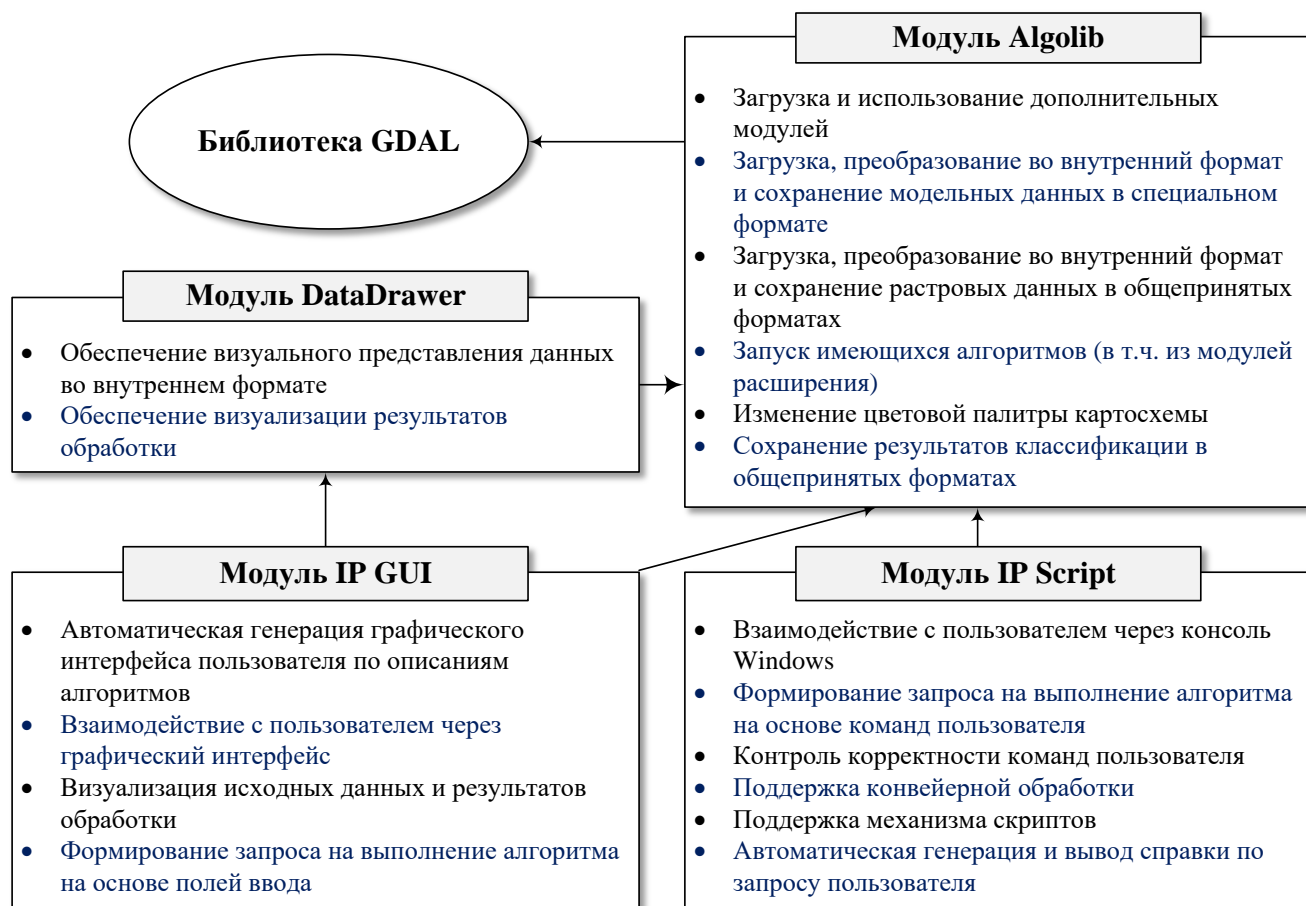 Модуль Algolib
• Загрузка и использование дополнительных
модулей
• Загрузка, преобразование во внутренний формат
и сохранение модельных данных в специальном
формате
• Загрузка, преобразование во внутренний формат
и сохранение растровых данных в общепринятых
форматах
• Запуск имеющихся алгоритмов (в т.ч. из модулей
расширения)
• Изменение цветовой палитры картосхемы
• Сохранение результатов классификации в
общепринятых форматах
Библиотека GDAL
Модуль DataDrawer
• Обеспечение визуального представления данных
во внутреннем формате
• Обеспечение визуализации результатов
обработки
Модуль IP GUI
• Автоматическая генерация графического
интерфейса пользователя по описаниям
алгоритмов
• Взаимодействие с пользователем через
графический интерфейс
• Визуализация исходных данных и результатов
обработки
• Формирование запроса на выполнение алгоритма
на основе полей ввода
Модуль IP Script
• Взаимодействие с пользователем через консоль
Windows
• Формирование запроса на выполнение алгоритма
на основе команд пользователя
• Контроль корректности команд пользователя
• Поддержка конвейерной обработки
• Поддержка механизма скриптов
• Автоматическая генерация и вывод справки по
запросу пользователя